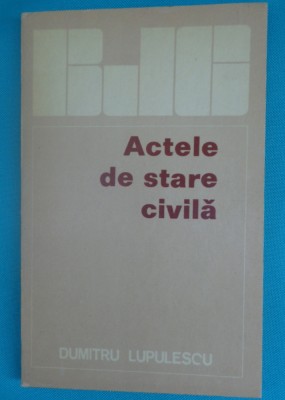 Actele
de stare
civilă
DUMITRU LUPULESCU